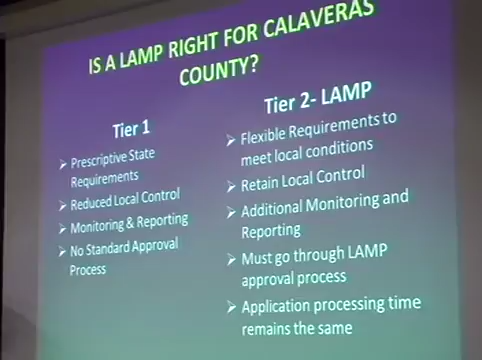 IS A LAMP RIGHT FOR CALAVERAS
COUNTY?
Tier 1
➢ Prescriptive State
Requirements
➢ Reduced Local Control
➢ Monitoring & Reporting
➢ No Standard Approval
Process
Tier 2- LAMP
➢ Flexible Requirements to
meet local conditions
➢ Retain Local Control
➢ Additional Monitoring and
Reporting
➢ Must go through LAMP
approval process
➢ Application processing time
remains the same